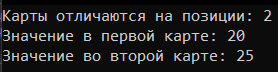 Карты отличаются на позиции: 2
Значение в первой карте: 20
Значение во второй карте: 25